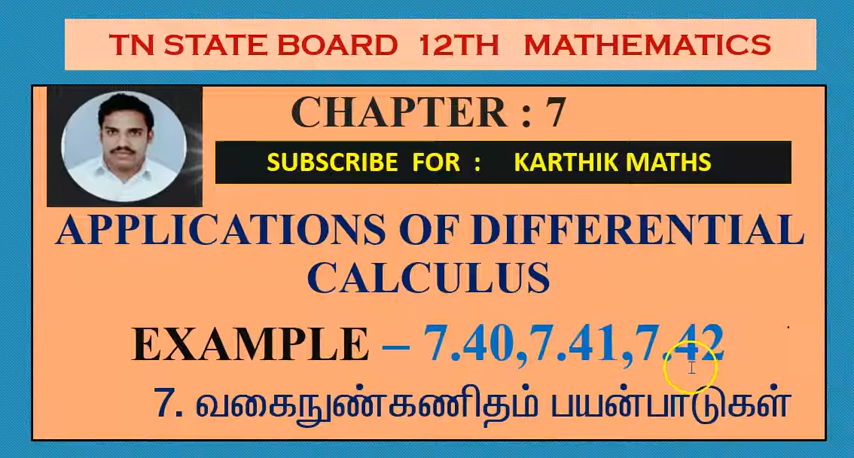 TN STATE BOARD 12TH MATHEMATICS
CHAPTER : 7
SUBSCRIBE FOR : KARTHIK MATHS
APPLICATIONS OF DIFFERENTIAL
CALCULUS
EXAMPLE – 7.40,7.41,7.42
7. வகைநுண்கணிதம் பயன்பாடுகள்